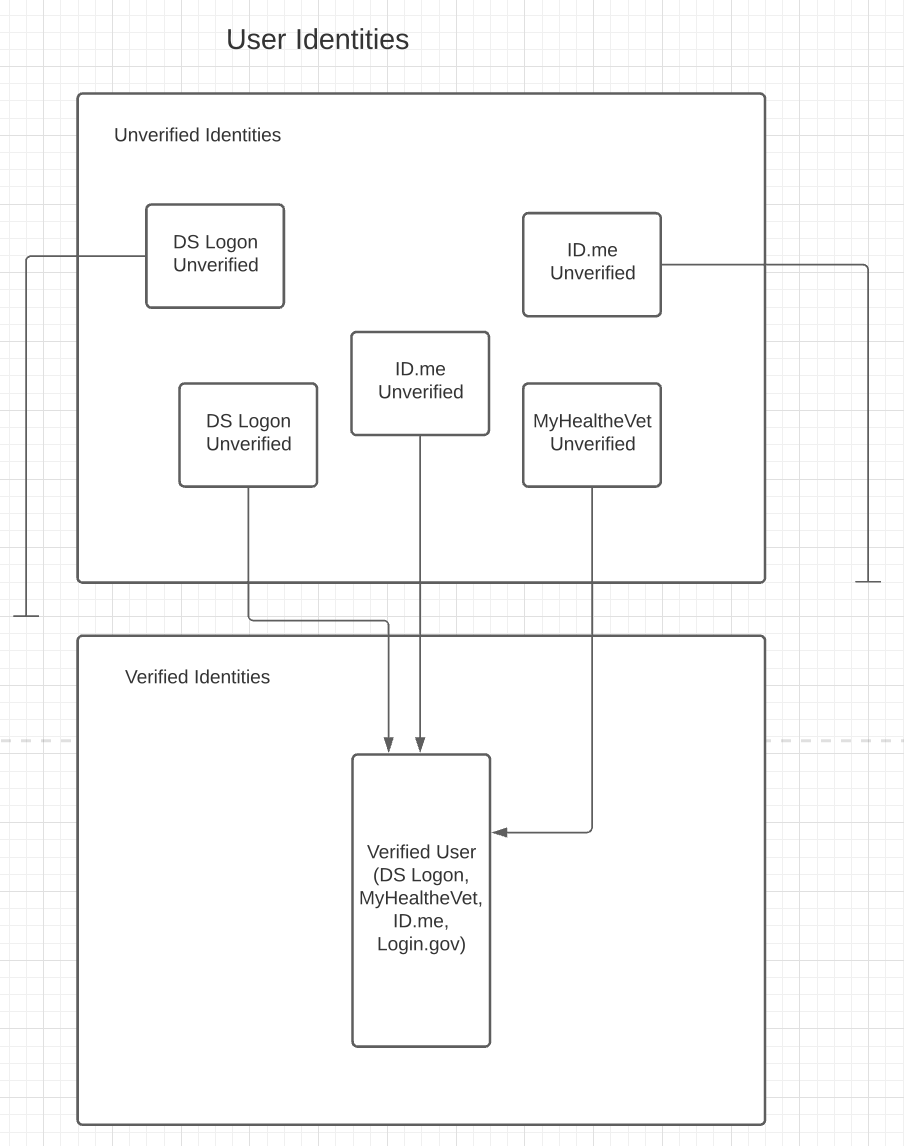 User Identities
Unverified Identities
DS Logon
Unverified
ID.me
Unverified
ID.me
Unverified
DS Logon
Unverified
MyHealtheVet
Unverified
Verified Identities
Verified User
(DS Logon,
MyHealtheVet,
ID.me,
Login.gov)